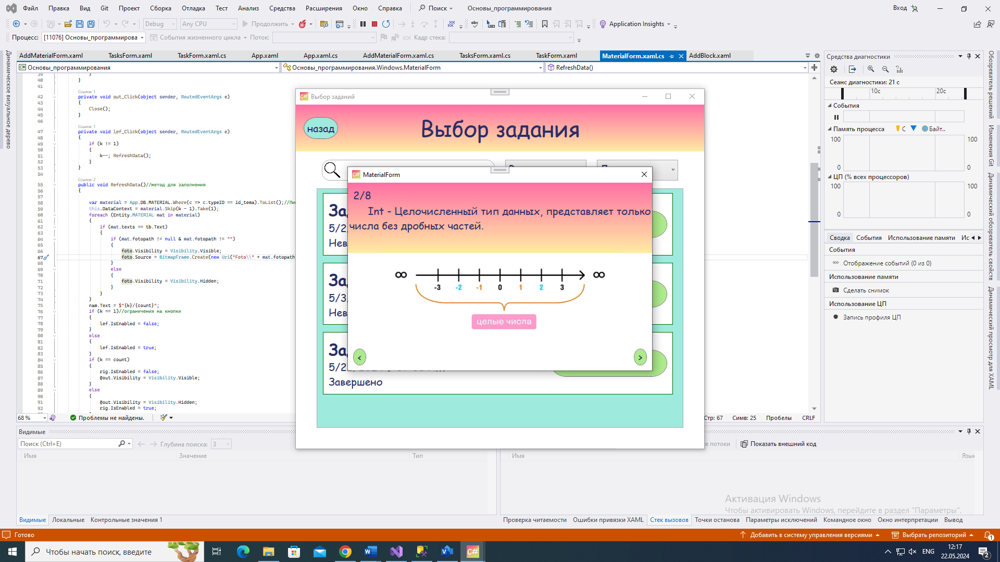 Файл Правка Вид Git Проект Сборка Отладка Тест Анализ Средства Расширения Окно Справка Поиск Основы_программирования Вход
Debug Any CPU Продолжить Application Insights
Процесс: [11076] Основы_программирова События жизненного цикла Поток: Кадр стека:
AddMaterialForm.xaml TasksForm.xaml TaskForm.xaml.cs App.xaml App.xaml.cs AddMaterialForm.xaml.cs TasksForm.xaml.cs TaskForm.xaml MaterialForm.xaml.cs AddBlock.xaml
Основы_программирования Основы_программирования.Windows.MaterialForm RefreshData()
Динамическое визуальное дерево
39 }
40 }
41
Ссылок: 1
42 private void out_Click(object sender, RoutedEventArgs e)
43 {
44 Close();
45 }
46
Ссылок: 1
47 private void lef_Click(object sender, RoutedEventArgs e)
48 {
49 if (k != 1)
50 {
51 k--; RefreshData();
52 }
53 }
54
Ссылок: 2
55 public void RefreshData()//метод для заполнения
56 {
57
58 var material = App.DB.MATERIAL.Where(c => c.typeID == id_tema).ToList();//Ли
59 this.DataContext = material.Skip(k - 1).Take(1);
60 foreach (Entity.MATERIAL mat in material)
61 {
62 if (mat.texts == tb.Text)
63 {
64 if (mat.fotopath != null & mat.fotopath != "")
65 {
66 foto.Visibility = Visibility.Visible;
67 foto.Source = BitmapFrame.Create(new Uri("Foto\\" + mat.fotopath
68 }
69 else
70 {
71 foto.Visibility = Visibility.Hidden;
72 }
73 }
74 }
75 nam.Text = $"{k}/{count}";
76 if (k == 1)//ограничения на кнопки
77 {
78 lef.IsEnabled = false;
79 }
80 else
81 {
82 lef.IsEnabled = true;
83 }
84 if (k == count)
85 {
86 rig.IsEnabled = false;
87 @out.Visibility = Visibility.Visible;
88 }
89 else
90 {
91 @out.Visibility = Visibility.Hidden;
92 rig.IsEnabled = true;
68 % Проблемы не найдены. Стр: 67 Симв: 25 Пробелы CRLF
Выбор заданий
назад
Выбор задания
За
5/2
Нев
За
5/3
Нев
За
Завершено
MaterialForm
2/8
Int - Целочисленный тип данных, представляет только
числа без дробных частей.
∞ ∞
-3 -2 -1 0 1 2 3
целые числа
< >
Средства диагностики
Сеанс диагностики: 21 с
10с 20с
События
Память процесса С Байт..
100 100
0 0
ЦП (% всех процессоров)
100 100
0 0
Сводка События Использование памяти Ис
События
Отображение событий (0 из 0)
Использование памяти
Сделать снимок
Использование ЦП
Запись профиля ЦП
Обозреватель решений
Изменения Git
Динамический обозреватель свойств
Динамический просмотр для XAML
Видимые
Поиск (Ctrl+E) Глубина поиска: 3
Имя Значение Тип
е потоки Показать внешний код
Имя Язык
Активация Windows
Чтобы активировать Windows, перейдите в раздел "Параметры".
Видимые Локальные Контрольные значения 1
Проверка читаемости Ошибки привязки XAML Стек вызовов Точки останова Параметры исключений Командное окно Окно интерпретации Вывод
Готово Добавить в систему управления версиями Выбрать репозиторий 1
Чтобы начать поиск, введите
C#
ENG
12:17
22.05.2024
2